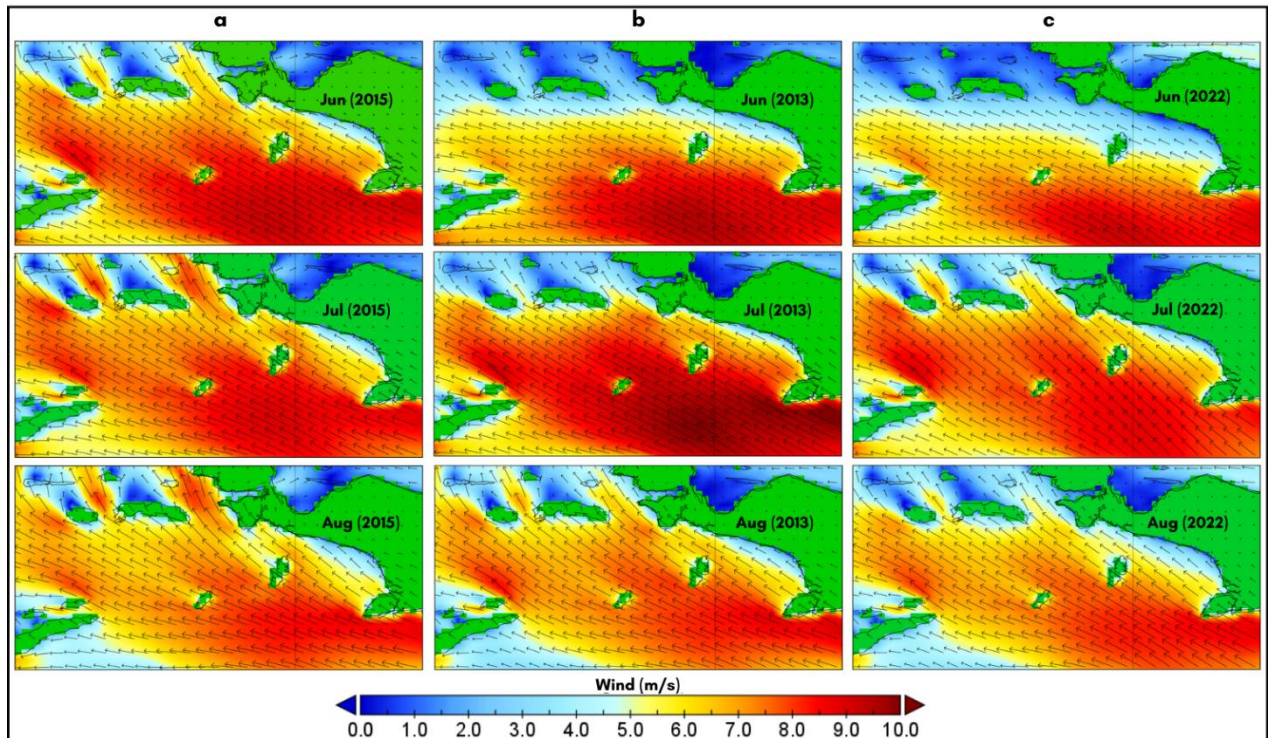 a b c
Jun (2015) Jun (2013) Jun (2022)
Jul (2015) Jul (2013) Jul (2022)
Aug (2015) Aug (2013) Aug (2022)
Wind (m/s)
0.0 1.0 2.0 3.0 4.0 5.0 6.0 7.0 8.0 9.0 10.0